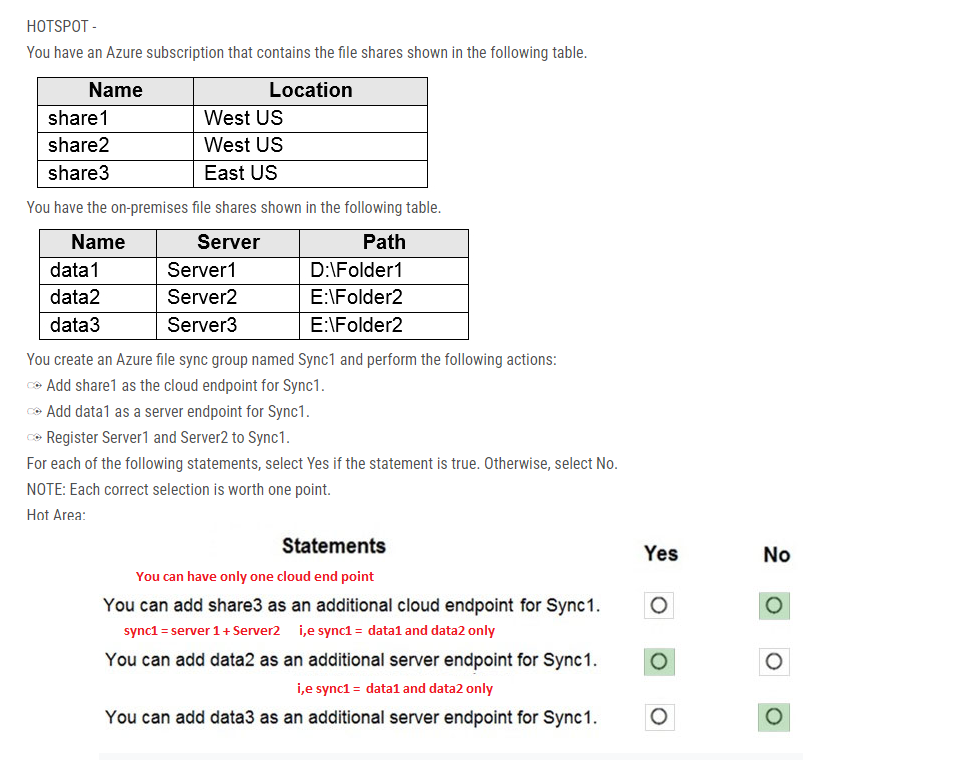 HOTSPOT -
You have an Azure subscription that contains the file shares shown in the following table.
Name Location
share1 West US
share2 West US
share3 East US
You have the on-premises file shares shown in the following table.
Name Server Path
data1 Server1 D:\Folder1
data2 Server2 E:\Folder2
data3 Server3 E:\Folder2
You create an Azure file sync group named Sync1 and perform the following actions:
Add share1 as the cloud endpoint for Sync1.
Add data1 as a server endpoint for Sync1.
Register Server1 and Server2 to Sync1.
For each of the following statements, select Yes if the statement is true. Otherwise, select No.
NOTE: Each correct selection is worth one point.
Hot Area:
Statements Yes No
You can have only one cloud end point
You can add share3 as an additional cloud endpoint for Sync1.
sync1 = server 1 + Server2 i,e sync1 = data1 and data2 only
You can add data2 as an additional server endpoint for Sync1.
i,e sync1 = data1 and data2 only
You can add data3 as an additional server endpoint for Sync1.